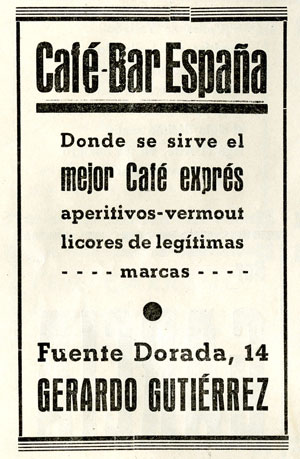 Café-Bar España
Donde se sirve el
mejor Café exprés
aperitivos-vermout
licores de legítimas
- - - - marcas - - - -
Fuente Dorada, 14
GERARDO GUTIÉRREZ